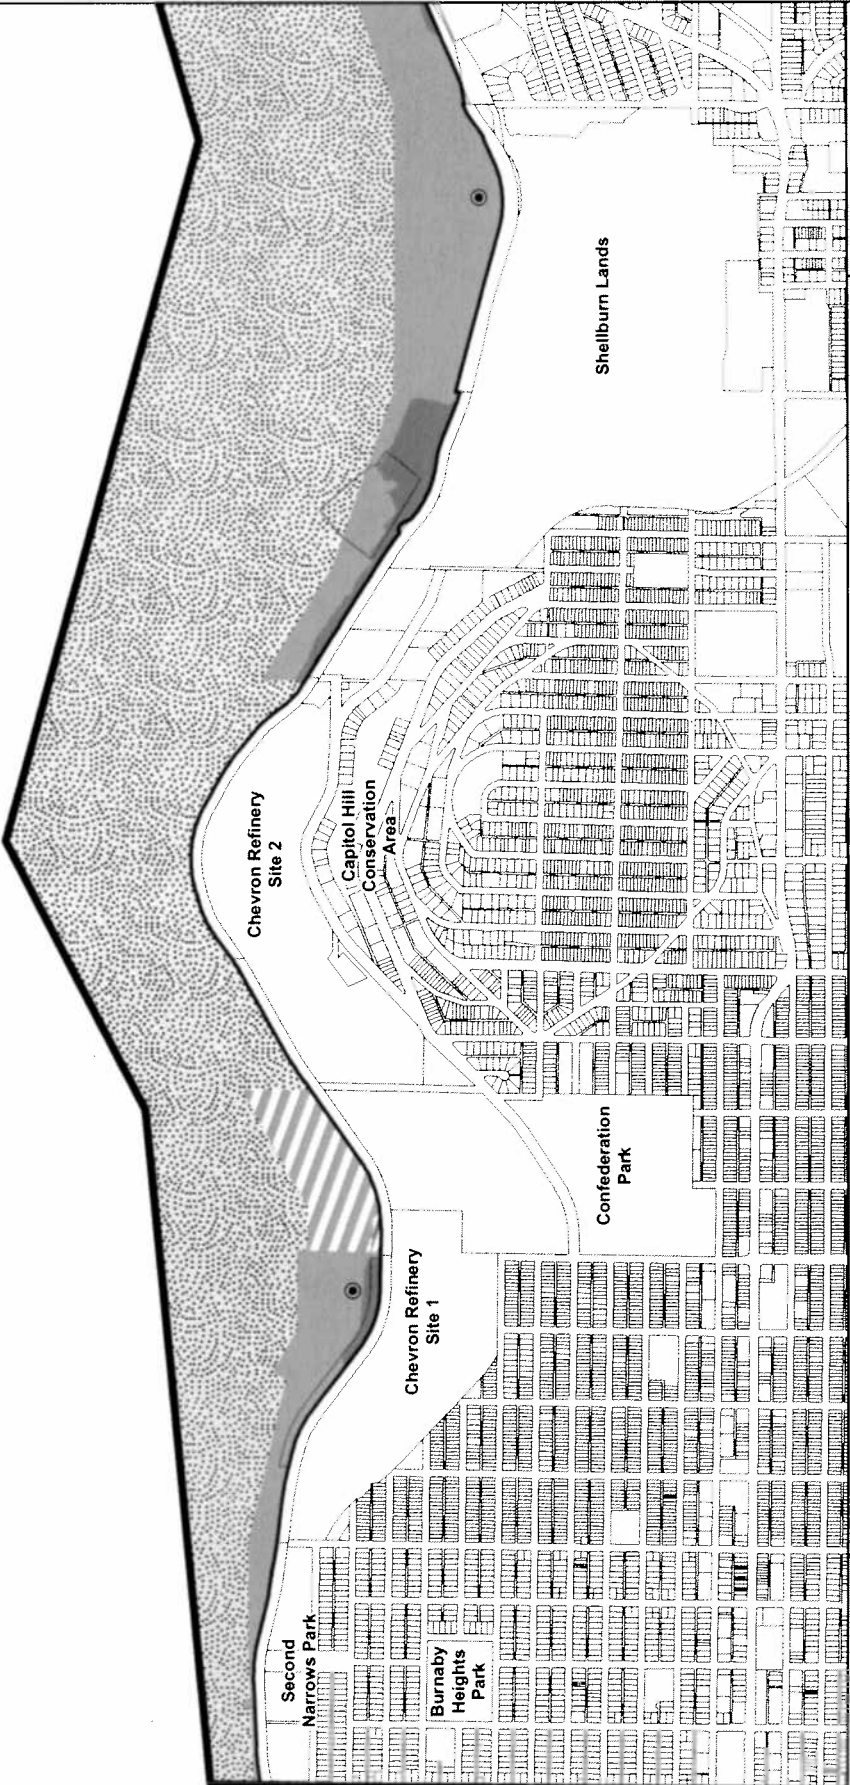 Second
Narrows Park
Burnaby
Heights
Park
Chevron Refinery
Site 1
Confederation
Park
Chevron Refinery
Site 2
Capitol Hill
Conservation
Area
Shellburn Lands